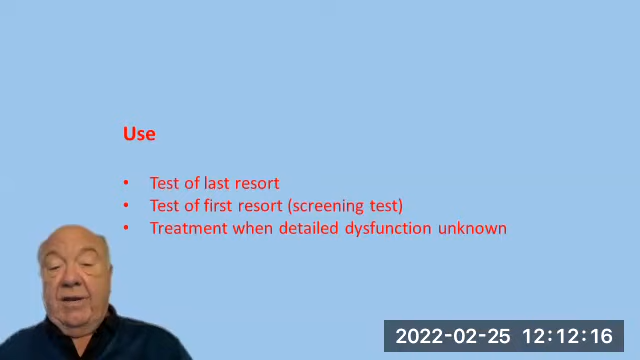 Use
• Test of last resort
• Test of first resort (screening test)
• Treatment when detailed dysfunction unknown
2022-02-25 12:12:16